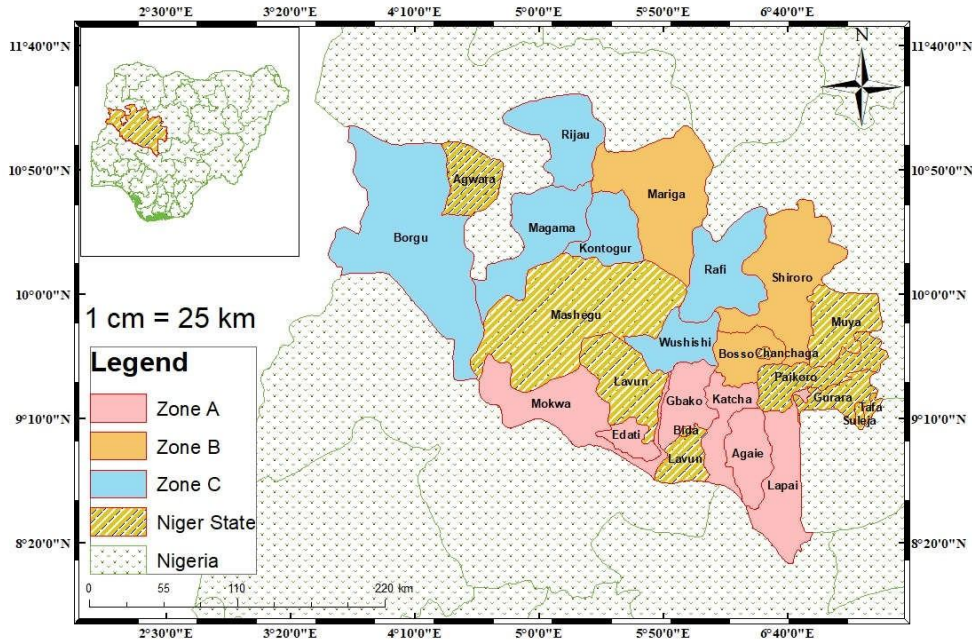 2°30'0"E 3°20'0"E 4°10'0"E 5°0'0"E 5°50'0"E 6°40'0"E
11°40'0"N
11°40'0"N
N
10°50'0"N
10°50'0"N
10°0'0"N
10°0'0"N
9°10'0"N
9°10'0"N
8°20'0"N
8°20'0"N
Rijau
Agwara
Mariga
Borgu
Magama
Kontogur
Rafi
Shiroro
Mashegu
Muya
Wushishi
Bosso
Chanchaga
Lavun
Paikoro
Mokwa
Gbako
Katcha
Gurara
Tafa
Suleja
Edati
Bida
Lavun
Agaie
Lapai
1 cm = 25 km
Legend
Zone A
Zone B
Zone C
Niger State
Nigeria
0 55 110 220 km
2°30'0"E 3°20'0"E 4°10'0"E 5°0'0"E 5°50'0"E 6°40'0"E